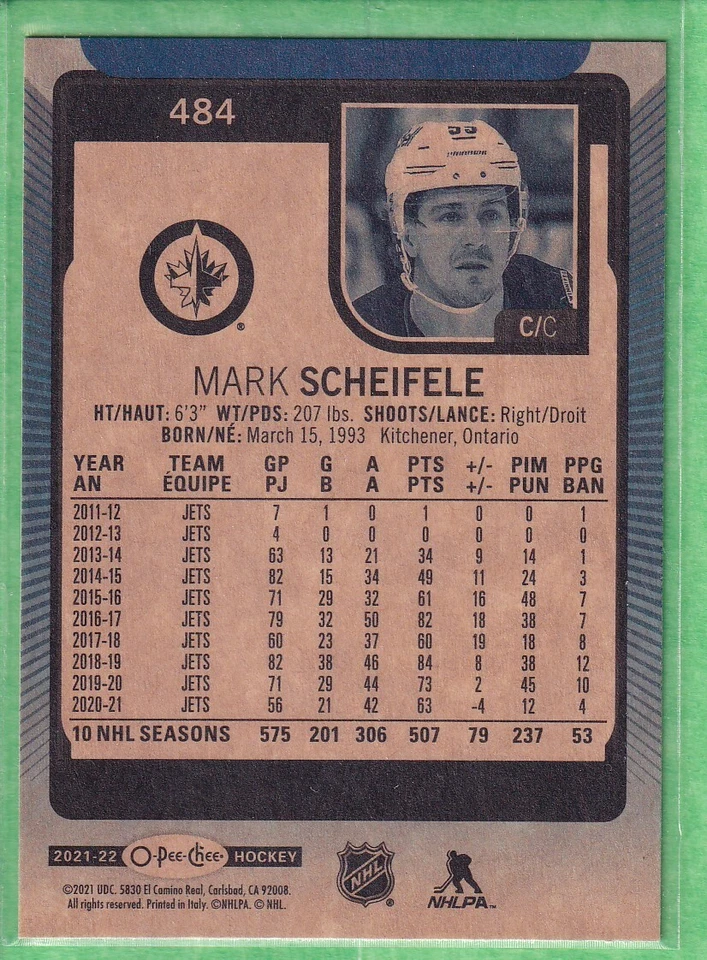 484
55
C/C
®
MARK SCHEIFELE
HT/HAUT: 6'3" WT/PDS: 207 lbs. SHOOTS/LANCE: Right/Droit
BORN/NÉ: March 15, 1993 Kitchener, Ontario
YEAR TEAM GP G A PTS +/- PIM PPG
AN ÉQUIPE PJ B A PTS +/- PUN BAN
2011-12 JETS 7 1 0 1 0 0 1
2012-13 JETS 4 0 0 0 0 0 0
2013-14 JETS 63 13 21 34 9 14 1
2014-15 JETS 82 15 34 49 11 24 3
2015-16 JETS 71 29 32 61 16 48 7
2016-17 JETS 79 32 50 82 18 38 7
2017-18 JETS 60 23 37 60 19 18 8
2018-19 JETS 82 38 46 84 8 38 12
2019-20 JETS 71 29 44 73 2 45 10
2020-21 JETS 56 21 42 63 -4 12 4
10 NHL SEASONS 575 201 306 507 79 237 53
2021-22 O-Pee-Chee® HOCKEY
©2021 UDC. 5830 El Camino Real, Carlsbad, CA 92008.
All rights reserved. Printed in Italy. ©NHLPA. © NHL.
NHL ®
NHLPA™